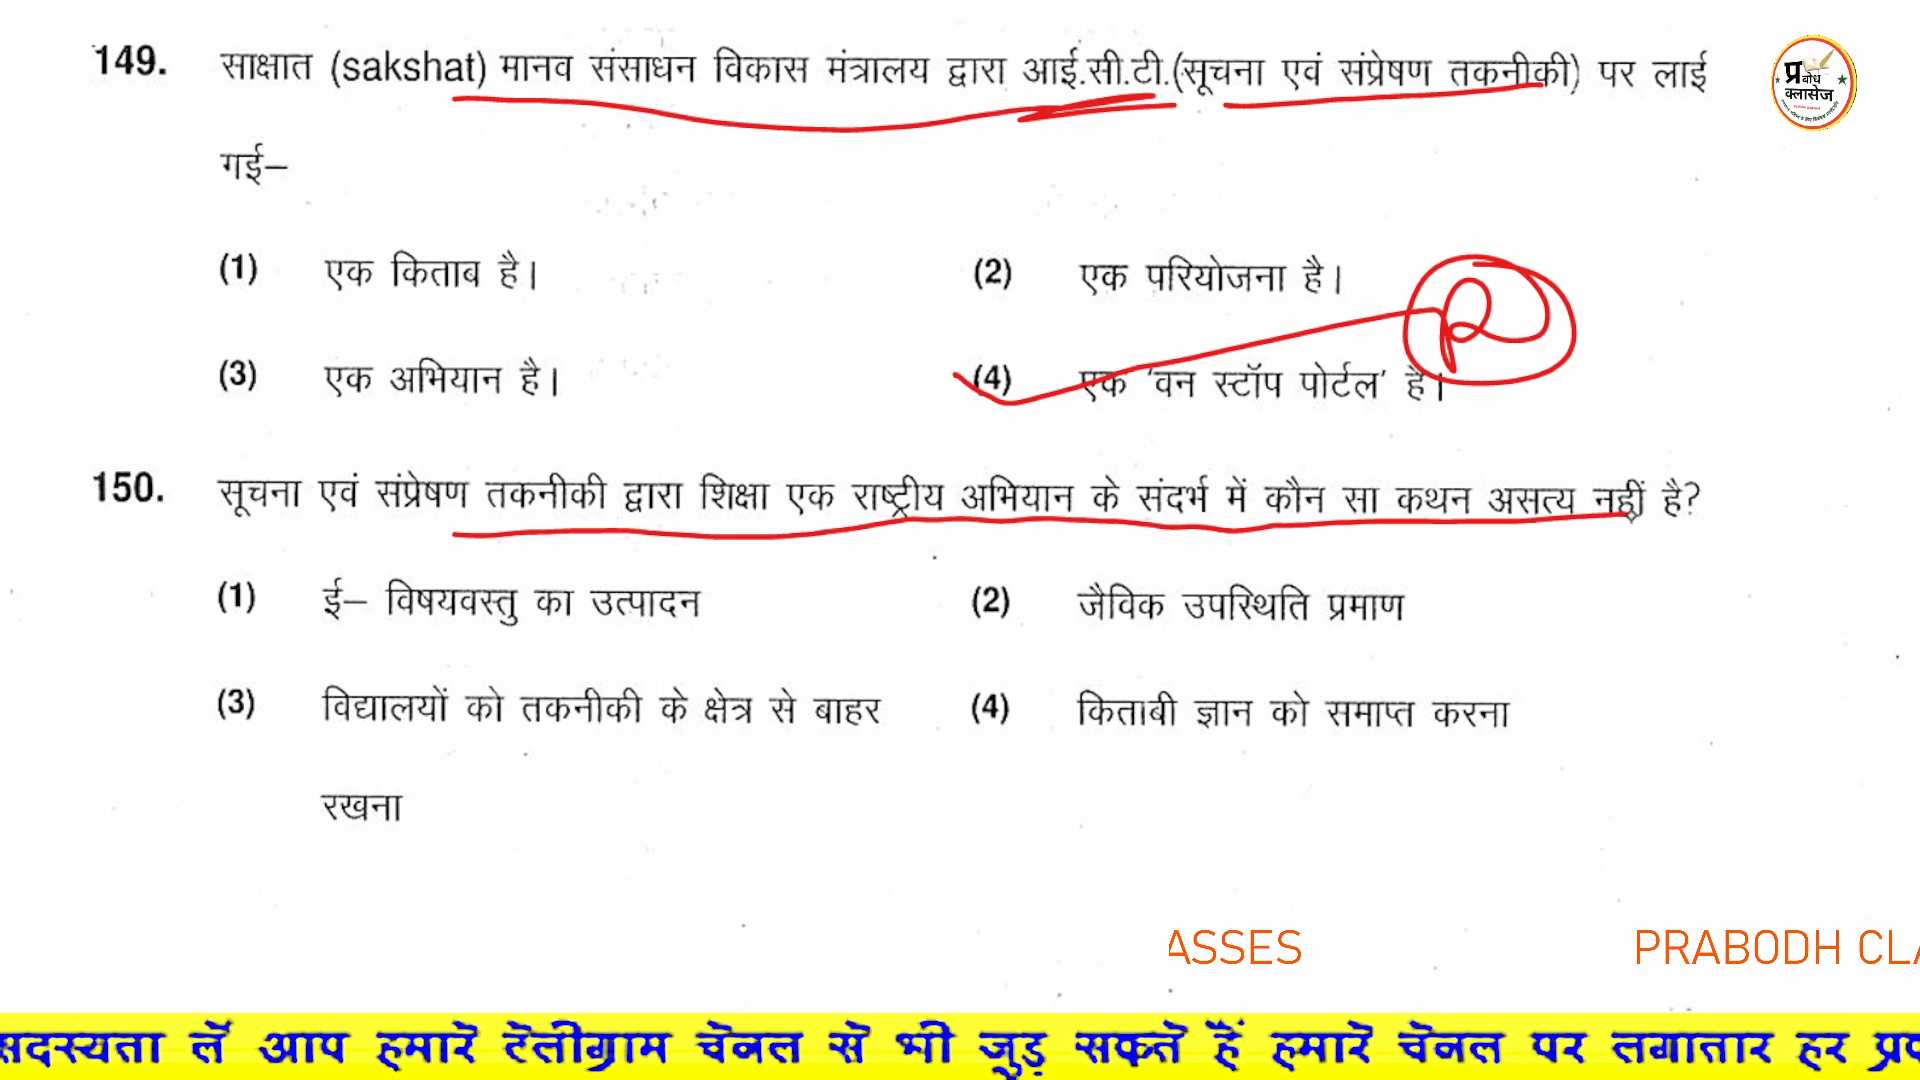 149. साक्षात (sakshat) मानव संसाधन विकास मंत्रालय द्वारा आई.सी.टी.(सूचना एवं संप्रेषण तकनीकी) पर लाई
गई–
(1) एक किताब है। (2) एक परियोजना है।
(3) एक अभियान है। (4) एक 'वन स्टॉप पोर्टल' है।
150. सूचना एवं संप्रेषण तकनीकी द्वारा शिक्षा एक राष्ट्रीय अभियान के संदर्भ में कौन सा कथन असत्य नहीं है?
(1) ई– विषयवस्तु का उत्पादन (2) जैविक उपस्थिति प्रमाण
(3) विद्यालयों को तकनीकी के क्षेत्र से बाहर (4) किताबी ज्ञान को समाप्त करना
रखना
प्रबोध
क्लासेज
ASSES PRABODH CLA
सदस्यता लें आप हमारे टेलीग्राम चैनल से भी जुड़ सकते हैं हमारे चैनल पर लगातार हर प्र